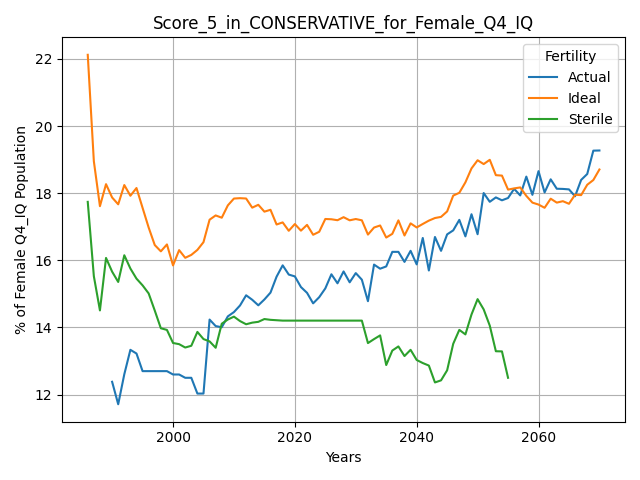 Score_5_in_CONSERVATIVE_for_Female_Q4_IQ
Fertility
Actual
Ideal
Sterile
% of Female Q4_IQ Population
22
20
18
16
14
12
2000 2020 2040 2060
Years